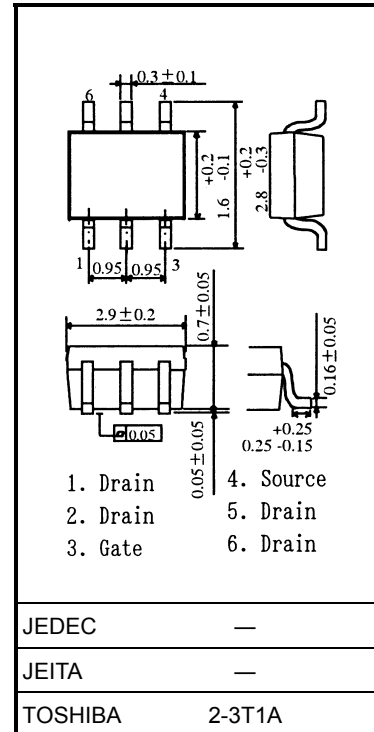 0.3±0.1
6 4
+0.2
1.6 -0.1
+0.2
2.8 -0.3
1 0.95 0.95 3
2.9±0.2
0.7±0.05
0.16±0.05
0.05
0.05±0.05
+0.25
0.25 -0.15
1. Drain
2. Drain
3. Gate
4. Source
5. Drain
6. Drain
JEDEC —
JEITA —
TOSHIBA 2-3T1A